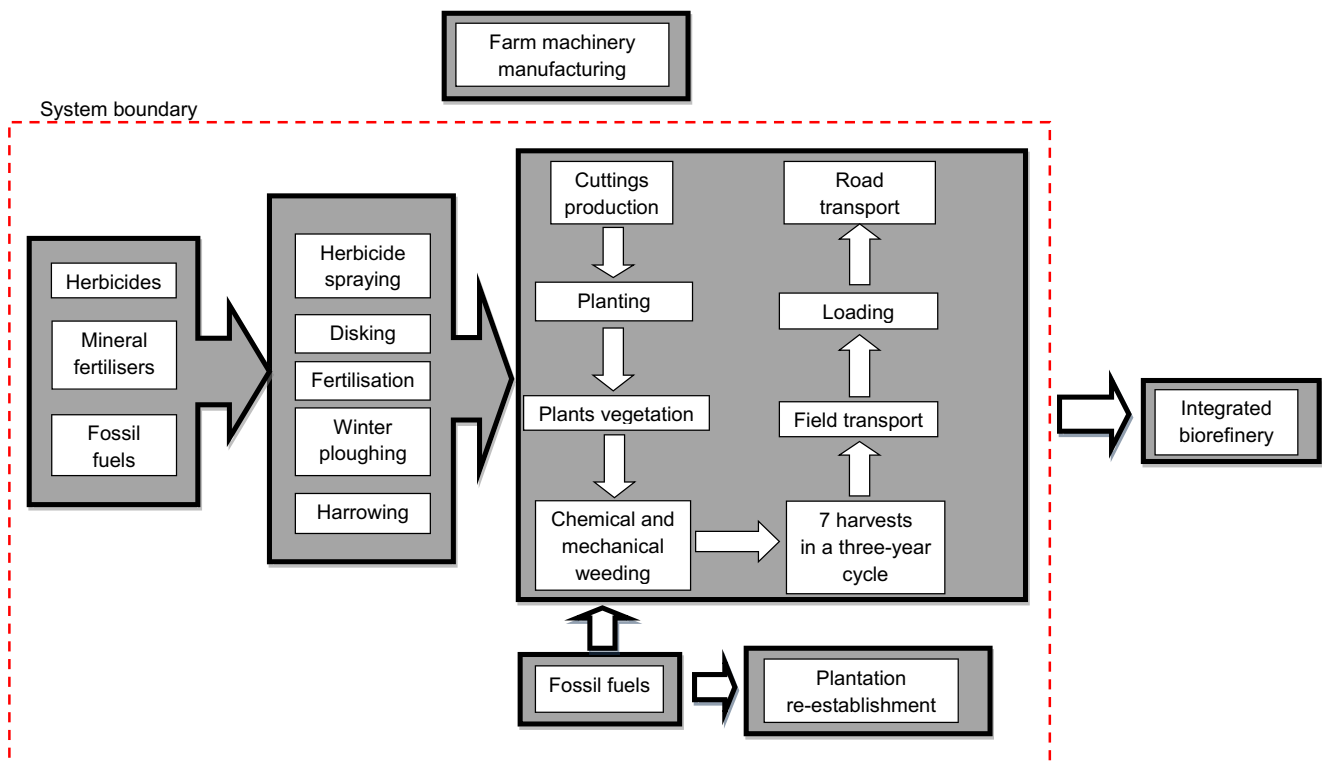 Farm machinery
manufacturing
System boundary
Herbicides
Mineral
fertilisers
Fossil
fuels
Herbicide
spraying
Disking
Fertilisation
Winter
ploughing
Harrowing
Cuttings
production
Planting
Plants vegetation
Chemical and
mechanical
weeding
7 harvests
in a three-year
cycle
Field transport
Loading
Road
transport
Fossil fuels
Plantation
re-establishment
Integrated
biorefinery